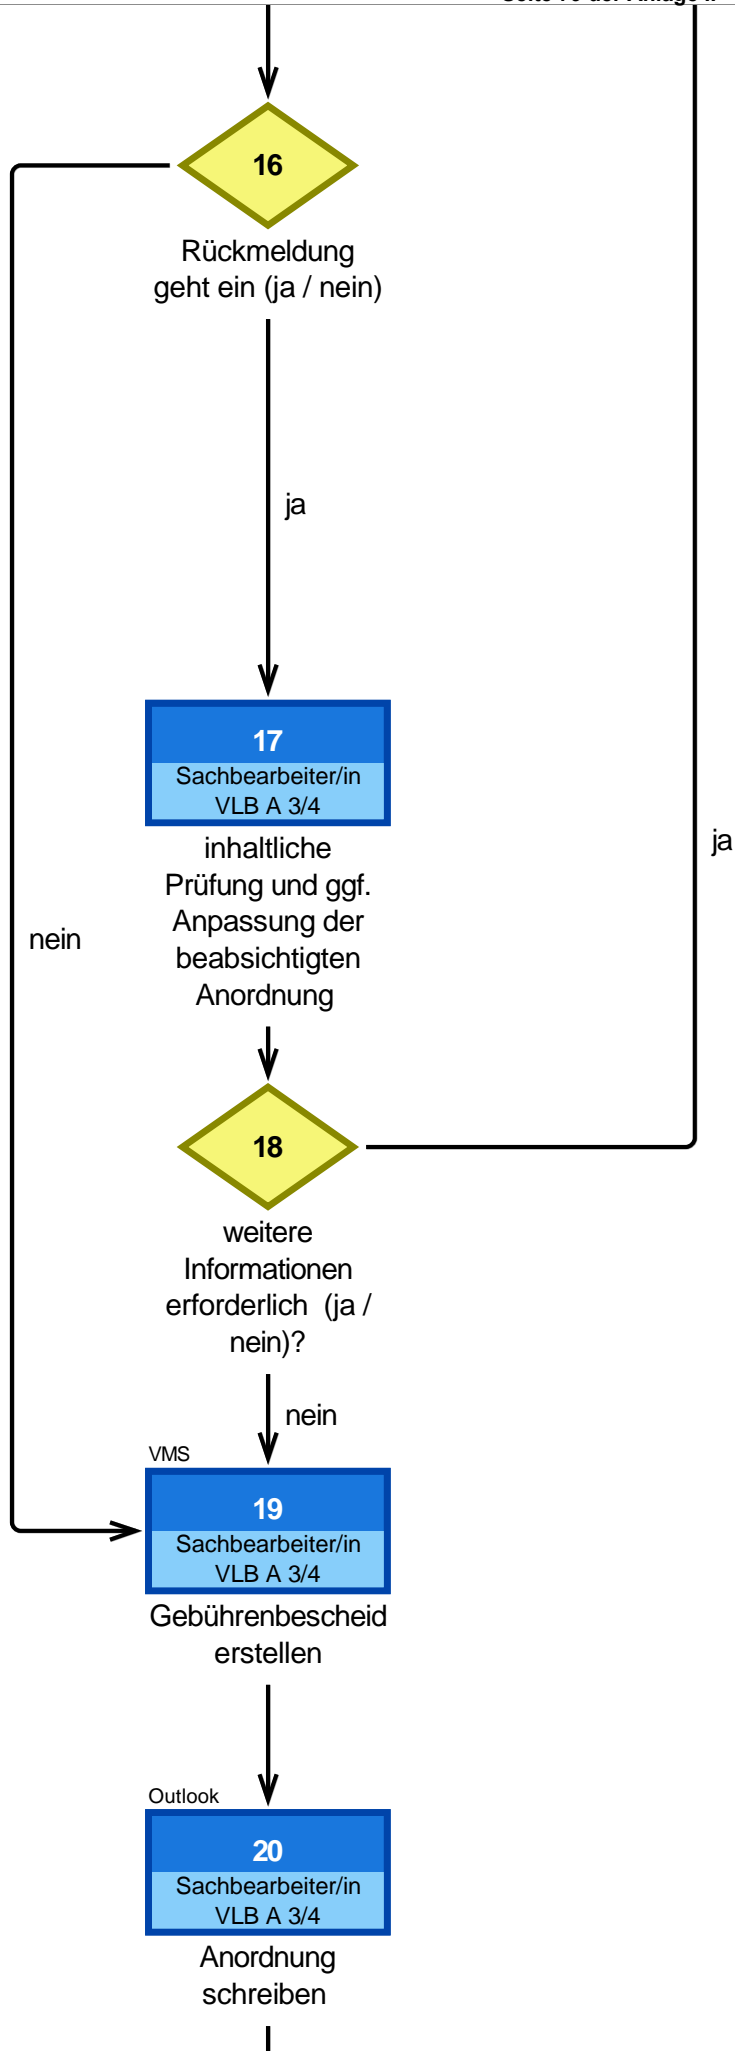 16
Rückmeldung
geht ein (ja / nein)
ja
17
Sachbearbeiter/in
VLB A 3/4
inhaltliche
Prüfung und ggf.
Anpassung der
beabsichtigten
Anordnung
ja
nein
18
weitere
Informationen
erforderlich (ja /
nein)?
nein
VMS
19
Sachbearbeiter/in
VLB A 3/4
Gebührenbescheid
erstellen
Outlook
20
Sachbearbeiter/in
VLB A 3/4
Anordnung
schreiben